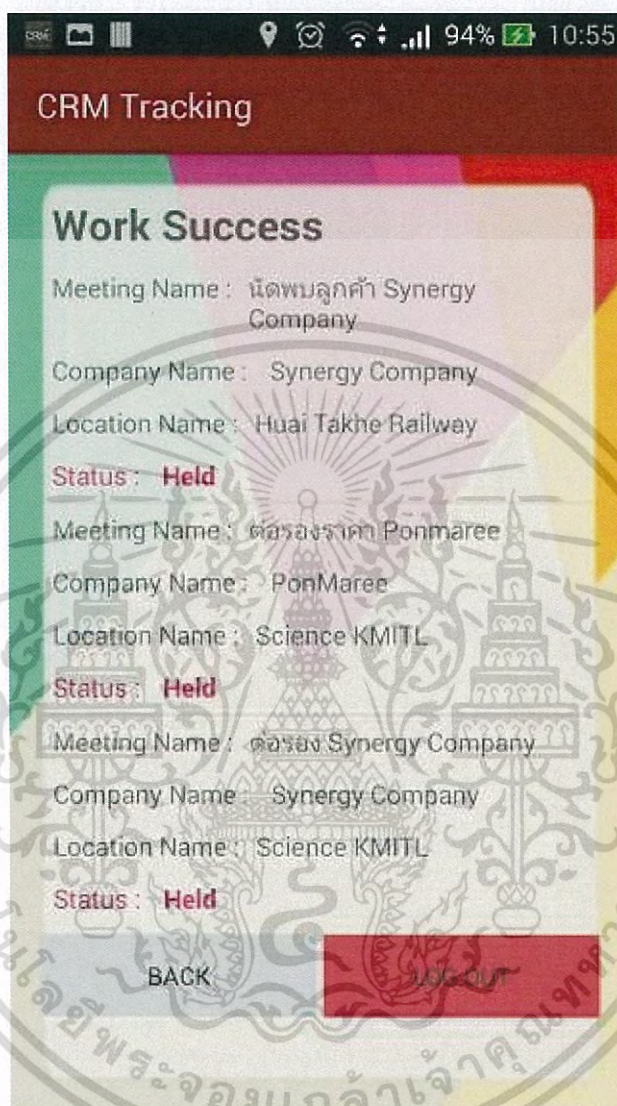 CRM 94% 10:55
CRM Tracking
Work Success
Meeting Name : นัดพบลูกค้า Synergy
Company
Company Name : Synergy Company
Location Name : Huai Takhe Railway
Status : Held
Meeting Name : ต่อรองราคา Ponmaree
Company Name : PonMaree
Location Name : Science KMITL
Status : Held
Meeting Name : ต่อรอง Synergy Company
Company Name : Synergy Company
Location Name : Science KMITL
Status : Held
BACK LOG OUT